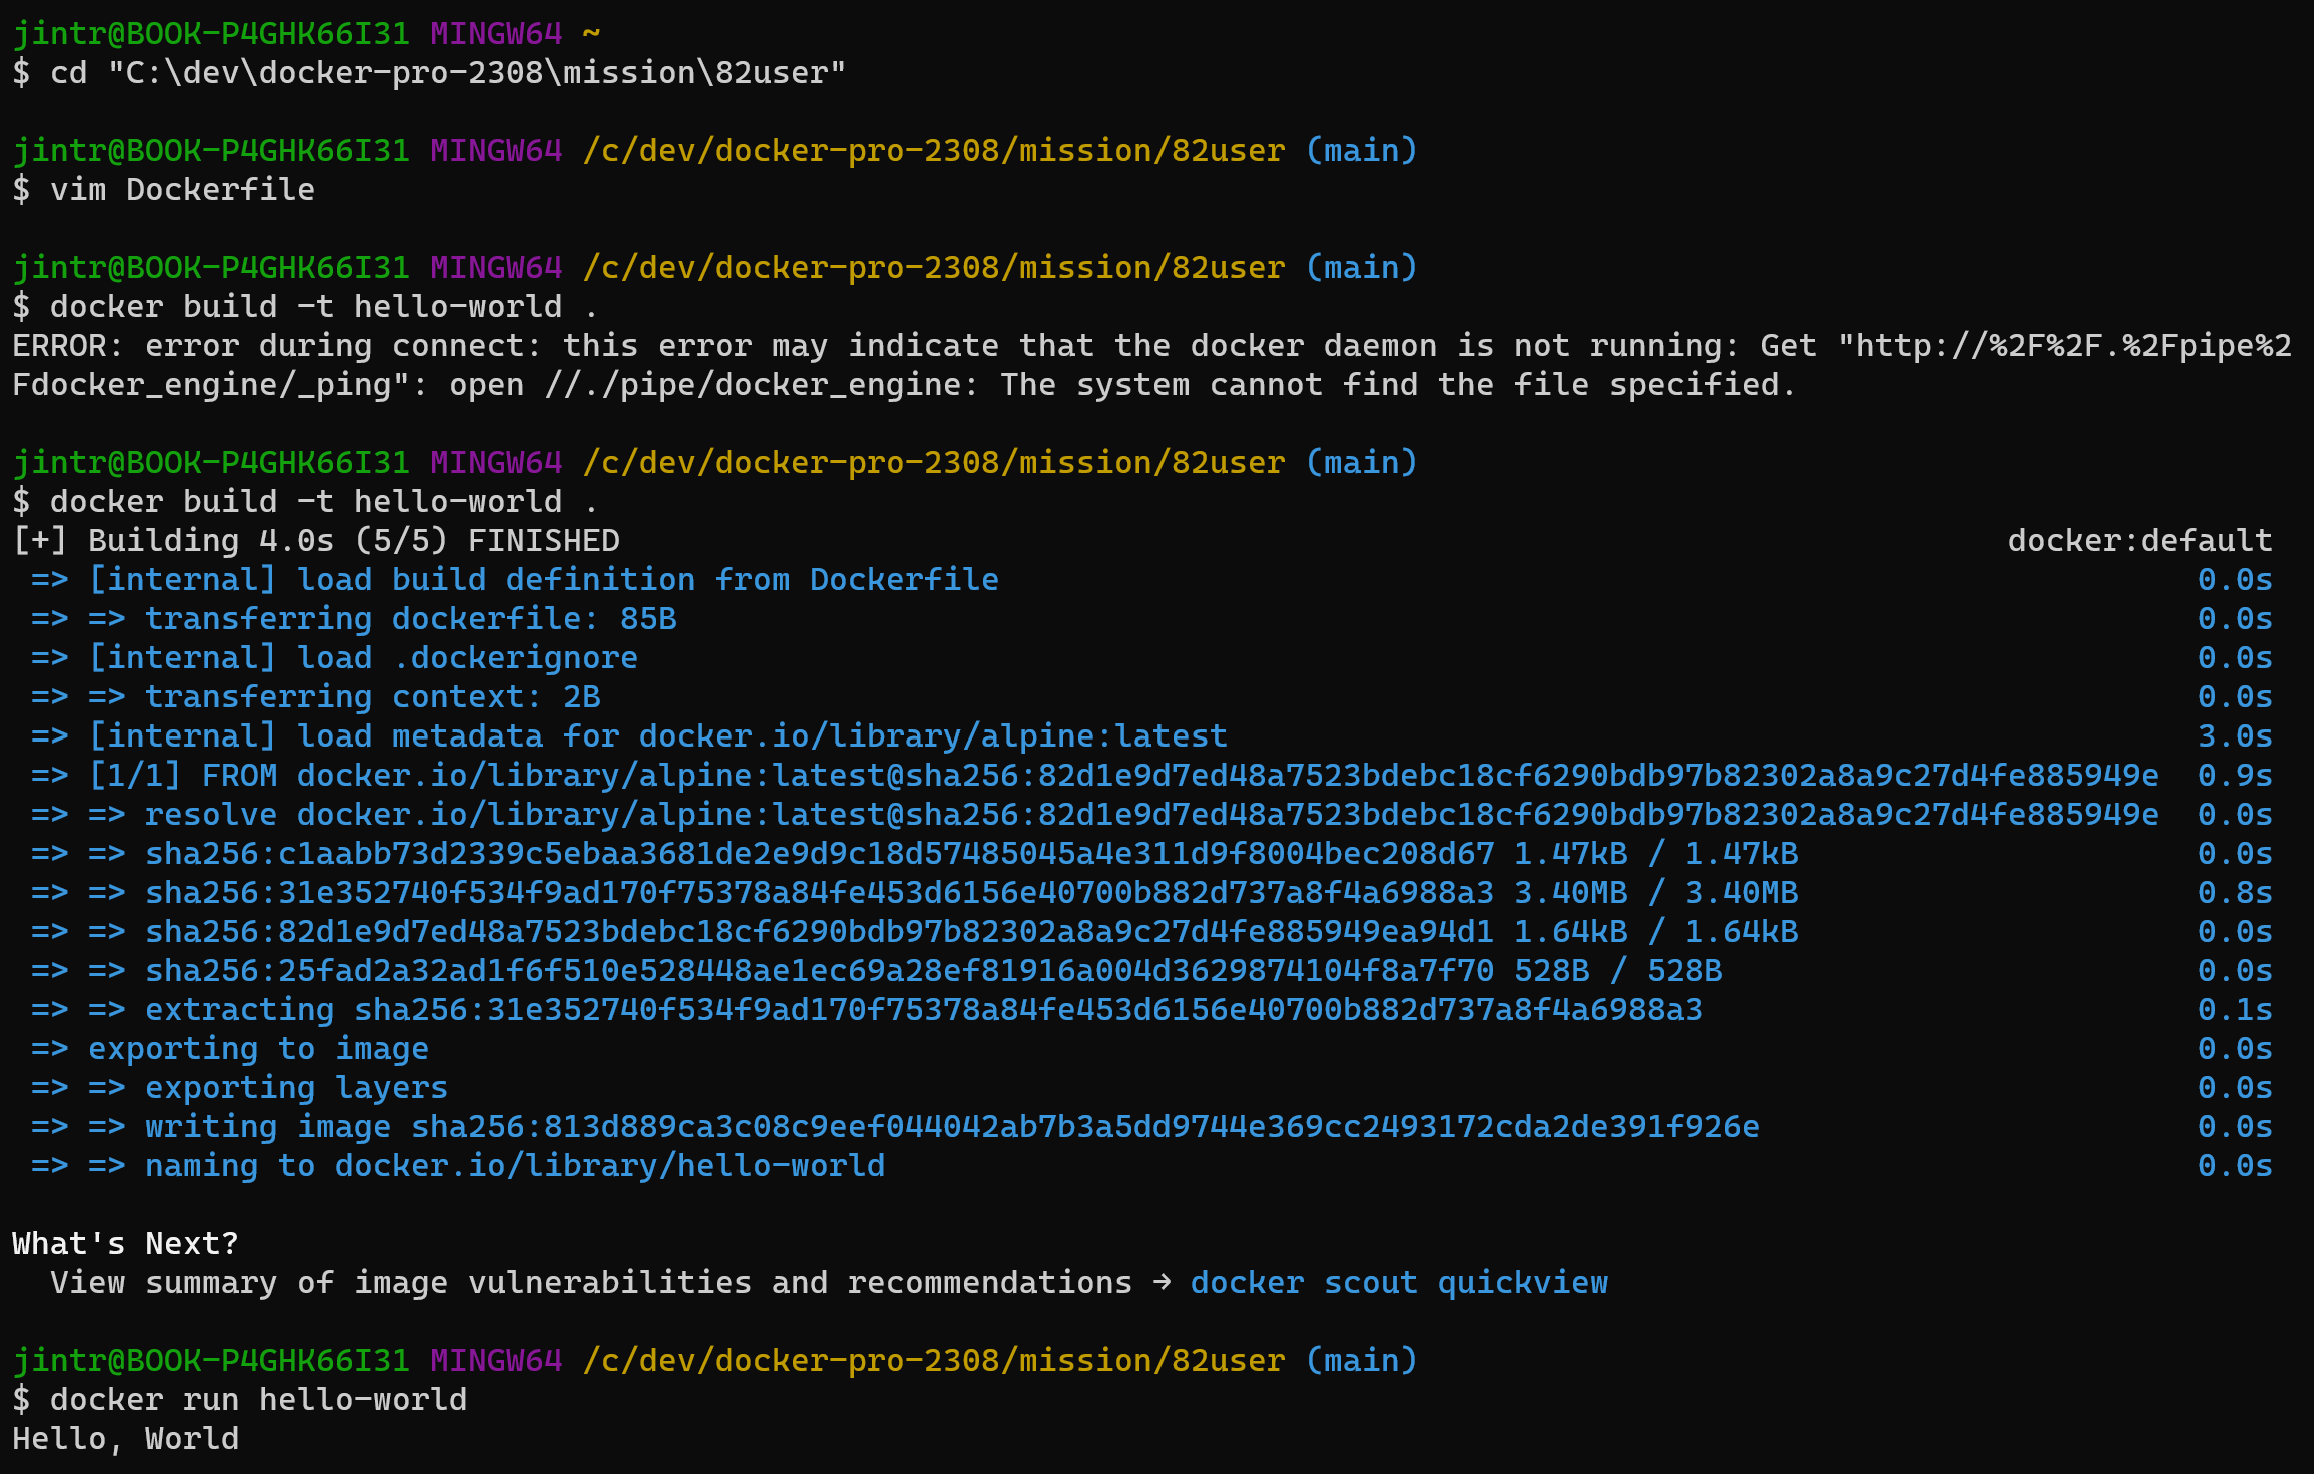 jintr@BOOK-P4GHK66I31 MINGW64 ~
$ cd "C:\dev\docker-pro-2308\mission\82user"
jintr@BOOK-P4GHK66I31 MINGW64 /c/dev/docker-pro-2308/mission/82user (main)
$ vim Dockerfile
jintr@BOOK-P4GHK66I31 MINGW64 /c/dev/docker-pro-2308/mission/82user (main)
$ docker build -t hello-world .
ERROR: error during connect: this error may indicate that the docker daemon is not running: Get "http://%2F%2F.%2Fpipe%2
Fdocker_engine/_ping": open //./pipe/docker_engine: The system cannot find the file specified.
jintr@BOOK-P4GHK66I31 MINGW64 /c/dev/docker-pro-2308/mission/82user (main)
$ docker build -t hello-world .
[+] Building 4.0s (5/5) FINISHED docker:default
=> [internal] load build definition from Dockerfile 0.0s
=> => transferring dockerfile: 85B 0.0s
=> [internal] load .dockerignore 0.0s
=> => transferring context: 2B 0.0s
=> [internal] load metadata for docker.io/library/alpine:latest 3.0s
=> [1/1] FROM docker.io/library/alpine:latest@sha256:82d1e9d7ed48a7523bdebc18cf6290bdb97b82302a8a9c27d4fe885949e 0.9s
=> => resolve docker.io/library/alpine:latest@sha256:82d1e9d7ed48a7523bdebc18cf6290bdb97b82302a8a9c27d4fe885949e 0.0s
=> => sha256:c1aabb73d2339c5ebaa3681de2e9d9c18d57485045a4e311d9f8004bec208d67 1.47kB / 1.47kB 0.0s
=> => sha256:31e352740f534f9ad170f75378a84fe453d6156e40700b882d737a8f4a6988a3 3.40MB / 3.40MB 0.8s
=> => sha256:82d1e9d7ed48a7523bdebc18cf6290bdb97b82302a8a9c27d4fe885949ea94d1 1.64kB / 1.64kB 0.0s
=> => sha256:25fad2a32ad1f6f510e528448ae1ec69a28ef81916a004d3629874104f8a7f70 528B / 528B 0.0s
=> => extracting sha256:31e352740f534f9ad170f75378a84fe453d6156e40700b882d737a8f4a6988a3 0.1s
=> exporting to image 0.0s
=> => exporting layers 0.0s
=> => writing image sha256:813d889ca3c08c9eef044042ab7b3a5dd9744e369cc2493172cda2de391f926e 0.0s
=> => naming to docker.io/library/hello-world 0.0s
What's Next?
View summary of image vulnerabilities and recommendations → docker scout quickview
jintr@BOOK-P4GHK66I31 MINGW64 /c/dev/docker-pro-2308/mission/82user (main)
$ docker run hello-world
Hello, World